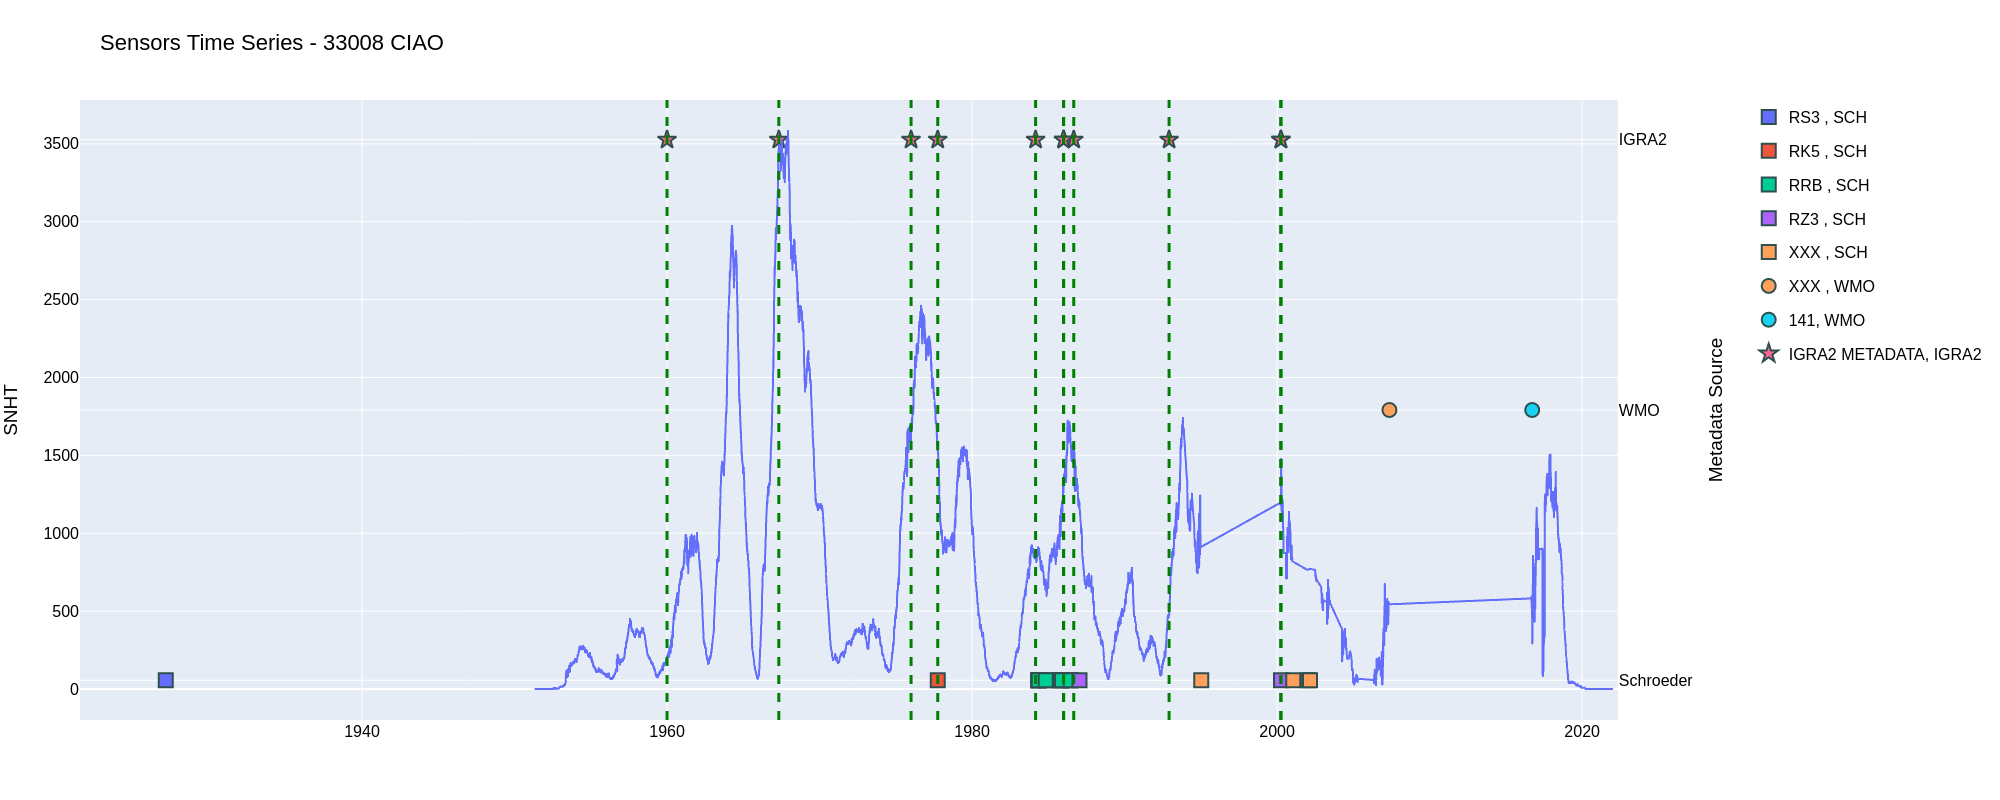 Sensors Time Series - 33008 CIAO
SNHT
3500
3000
2500
2000
1500
1000
500
0
1940
1960
1980
2000
2020
IGRA2
WMO
Schroeder
Metadata Source
RS3 , SCH
RK5 , SCH
RRB , SCH
RZ3 , SCH
XXX , SCH
XXX , WMO
141, WMO
IGRA2 METADATA, IGRA2